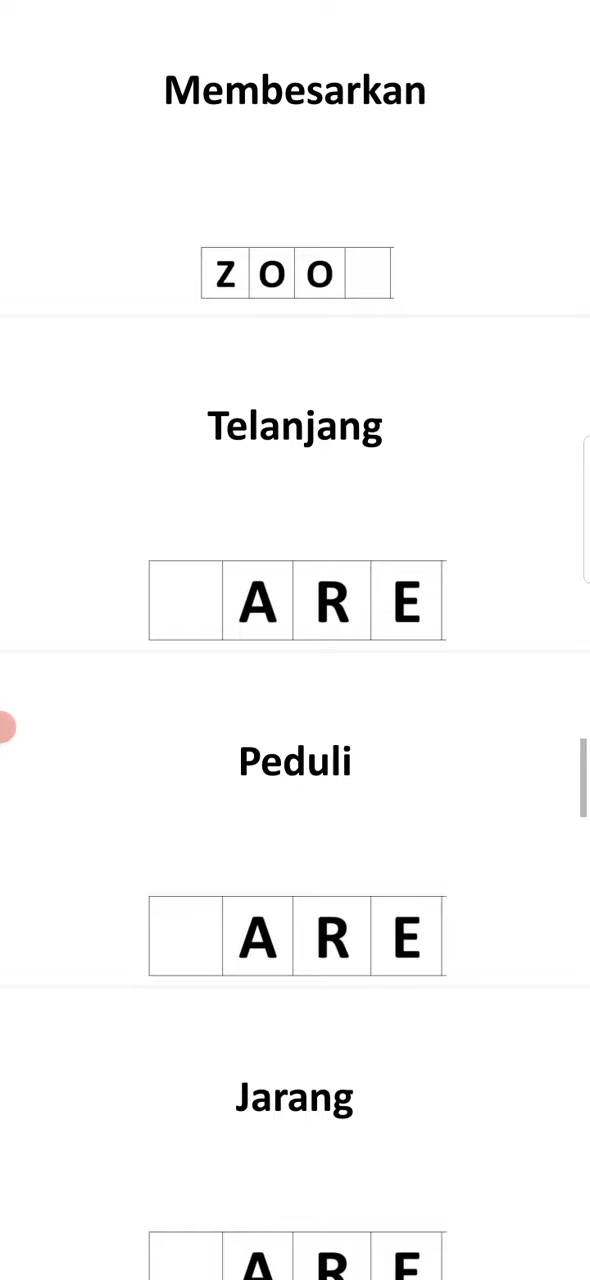 Membesarkan
Z O O
Telanjang
A R E
Peduli
A R E
Jarang
A R E